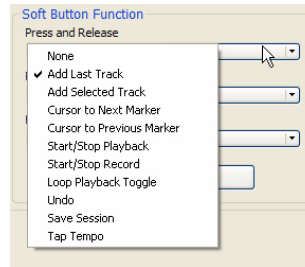 Soft Button Function
Press and Release
None
Add Last Track
Add Selected Track
Cursor to Next Marker
Cursor to Previous Marker
Start/Stop Playback
Start/Stop Record
Loop Playback Toggle
Undo
Save Session
Tap Tempo